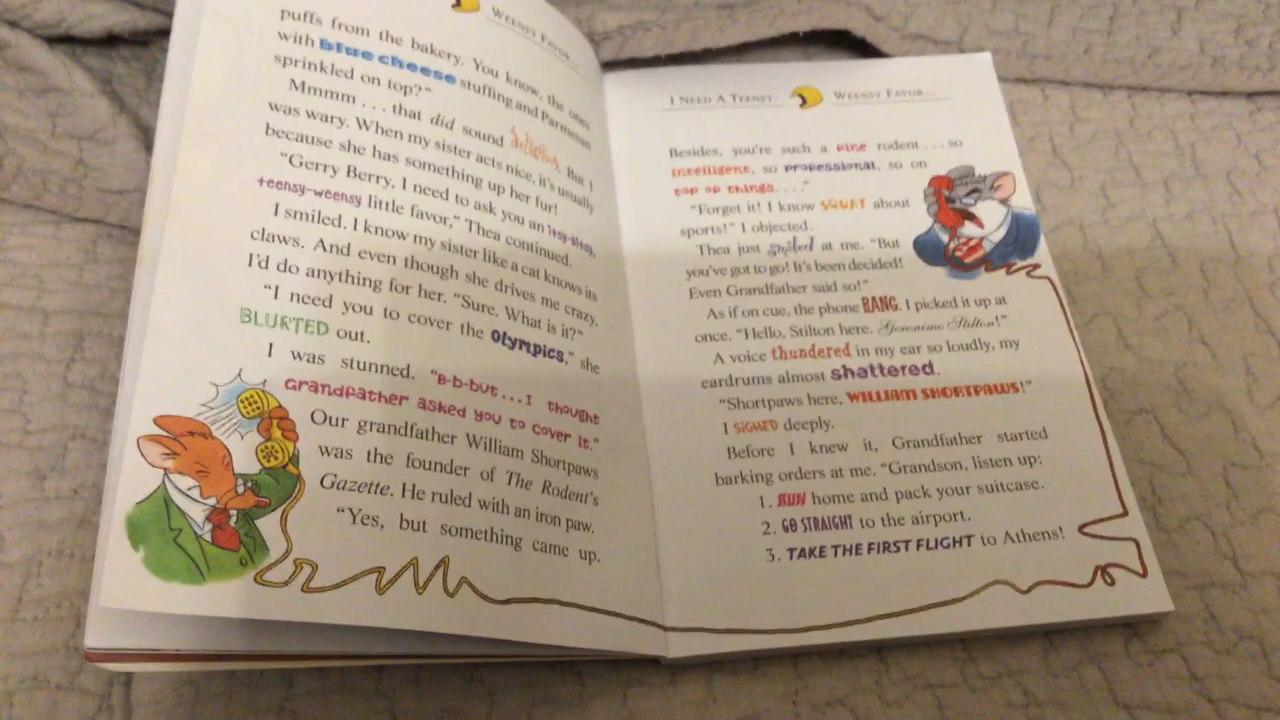 WEENSY FAVOR...
puffs from the bakery. You know, the ones
with blue cheese stuffing and Parmesan
sprinkled on top?"
Mmmm . . . that did sound delicious. But I
was wary. When my sister acts nice, it's usually
because she has something up her fur!
"Gerry Berry, I need to ask you an itsy-bitsy,
teensy-weensy little favor," Thea continued.
I smiled. I know my sister like a cat knows its
claws. And even though she drives me crazy,
I'd do anything for her. "Sure. What is it?"
"I need you to cover the OLYMPICS," she
BLURTED out.
I was stunned. "B-b-but . . . I thought
Grandfather asked you to cover it."
Our grandfather William Shortpaws
was the founder of The Rodent's
Gazette. He ruled with an iron paw.
"Yes, but something came up.
I NEED A TEENSY- WEENSY FAVOR...
Besides, you're such a fine rodent . . . so
intelligent, so professional, so on
top of things. . . ."
"Forget it! I know SQUAT about
sports!" I objected.
Thea just smiled at me. "But
you've got to go! It's been decided!
Even Grandfather said so!"
As if on cue, the phone RANG. I picked it up at
once. "Hello, Stilton here. Geronimo Stilton!"
A voice thundered in my ear so loudly, my
eardrums almost shattered.
"Shortpaws here, WILLIAM SHORTPAWS!"
I SIGHED deeply.
Before I knew it, Grandfather started
barking orders at me. "Grandson, listen up:
1. RUN home and pack your suitcase.
2. GO STRAIGHT to the airport.
3. TAKE THE FIRST FLIGHT to Athens!